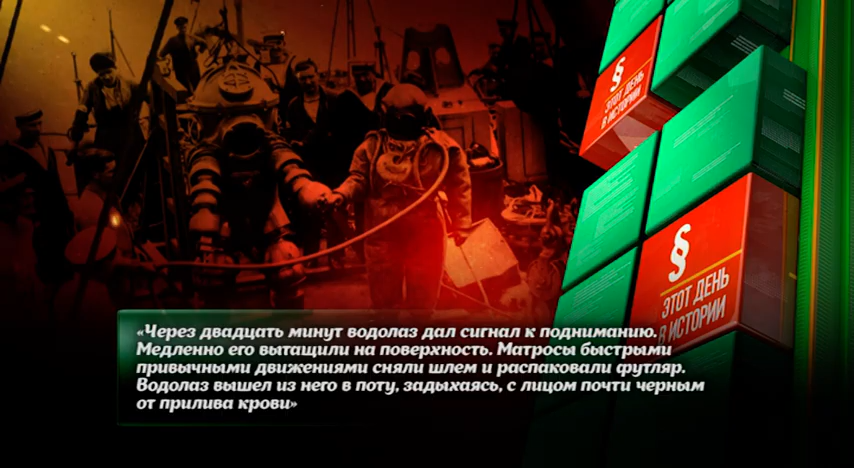 §
ЭТОТ ДЕНЬ
В ИСТОРИИ
§
ЭТОТ ДЕНЬ
В ИСТОРИИ
«Через двадцать минут водолаз дал сигнал к подниманию.
Медленно его вытащили на поверхность. Матросы быстрыми
привычными движениями сняли шлем и распаковали футляр.
Водолаз вышел из него в поту, задыхаясь, с лицом почти черным
от прилива крови»